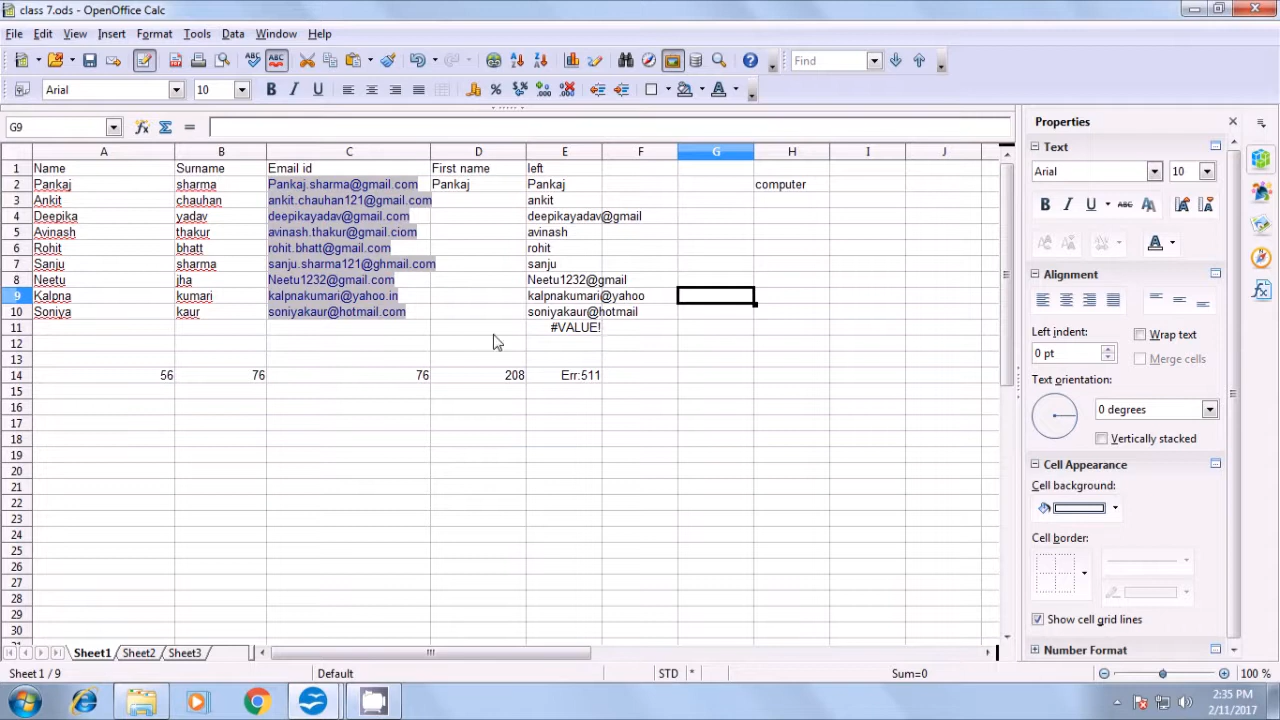 class 7.ods - OpenOffice Calc
File Edit View Insert Format Tools Data Window Help
Find
Arial 10
G9
A B C D E F G H I J
1 Name Surname Email id First name left
2 Pankaj sharma Pankaj.sharma@gmail.com Pankaj Pankaj computer
3 Ankit chauhan ankit.chauhan121@gmail.com ankit
4 Deepika yadav deepikayadav@gmail.com deepikayadav@gmail
5 Avinash thakur avinash.thakur@gmail.ciom avinash
6 Rohit bhatt rohit.bhatt@gmail.com rohit
7 Sanju sharma sanju.sharma121@ghmail.com sanju
8 Neetu jha Neetu1232@gmail.com Neetu1232@gmail
9 Kalpna kumari kalpnakumari@yahoo.in kalpnakumari@yahoo
10 Soniya kaur soniyakaur@hotmail.com soniyakaur@hotmail
11 #VALUE!
12
13
14 56 76 76 208 Err:511
15
16
17
18
19
20
21
22
23
24
25
26
27
28
29
30
Properties
Text
Arial 10
Alignment
Left indent:
Wrap text
0 pt
Merge cells
Text orientation:
0 degrees
Vertically stacked
Cell Appearance
Cell background:
Cell border:
Show cell grid lines
Number Format
Sheet1 Sheet2 Sheet3
Sheet 1 / 9 Default STD * Sum=0 100 %
2:35 PM
2/11/2017